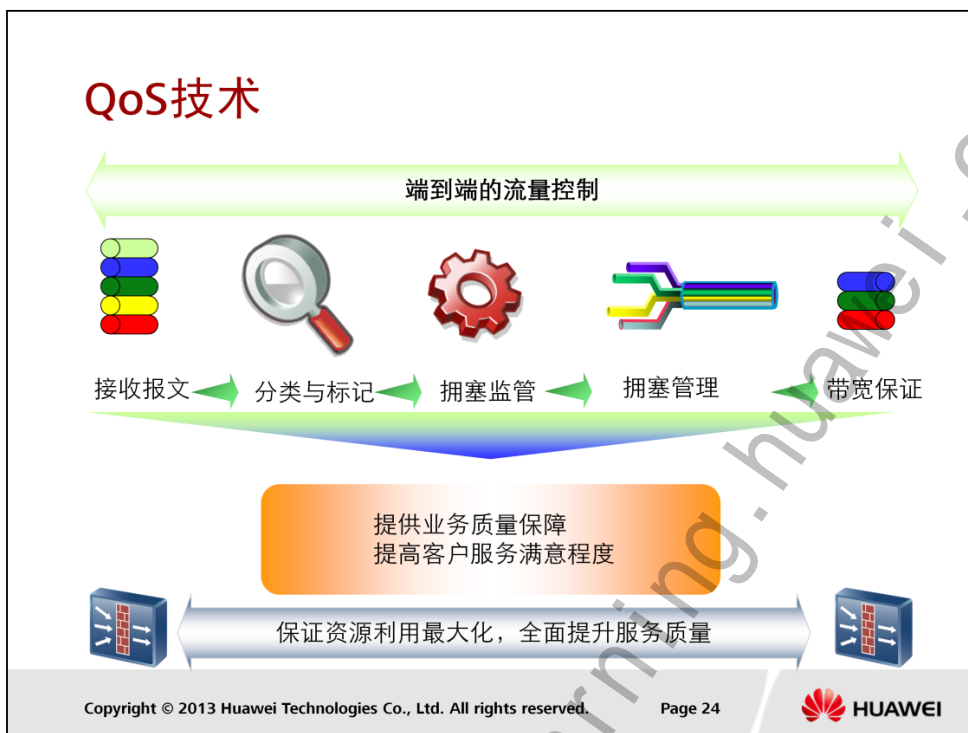 QoS技术
端到端的流量控制
接收报文
分类与标记
拥塞监管
拥塞管理
带宽保证
提供业务质量保障
提高客户服务满意程度
保证资源利用最大化，全面提升服务质量
Copyright © 2013 Huawei Technologies Co., Ltd. All rights reserved.
Page 24
HUAWEI
rning.huawei.